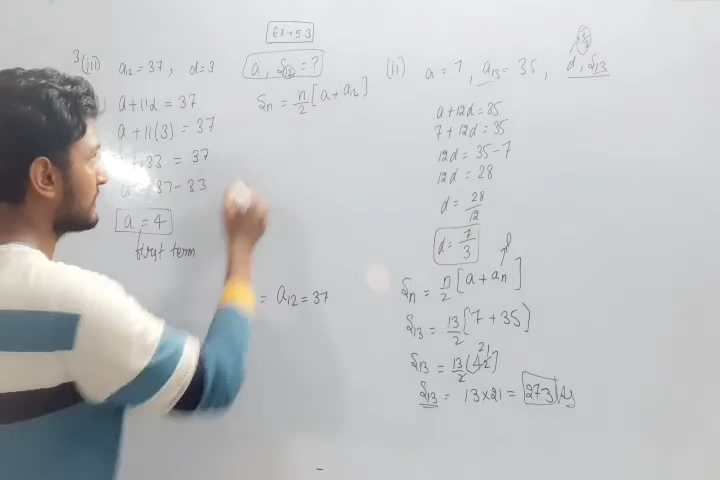 Ex→5.3
3(iii) a12 = 37, d = 3
a, S12 = ?
a + 11d = 37
a + 11(3) = 37
33 = 37
37 - 33
a = 4
first term
Sn = n/2 [a + a12]
= a12 = 37
(ii) a = 7, a13 = 35, d, S13
a + 12d = 35
7 + 12d = 35
12d = 35 - 7
12d = 28
d = 28/12
d = 7/3
Sn = n/2 [a + an]
S13 = 13/2 [7 + 35)
S13 = 13/2 (42) 21
S13 = 13 × 21 = 273